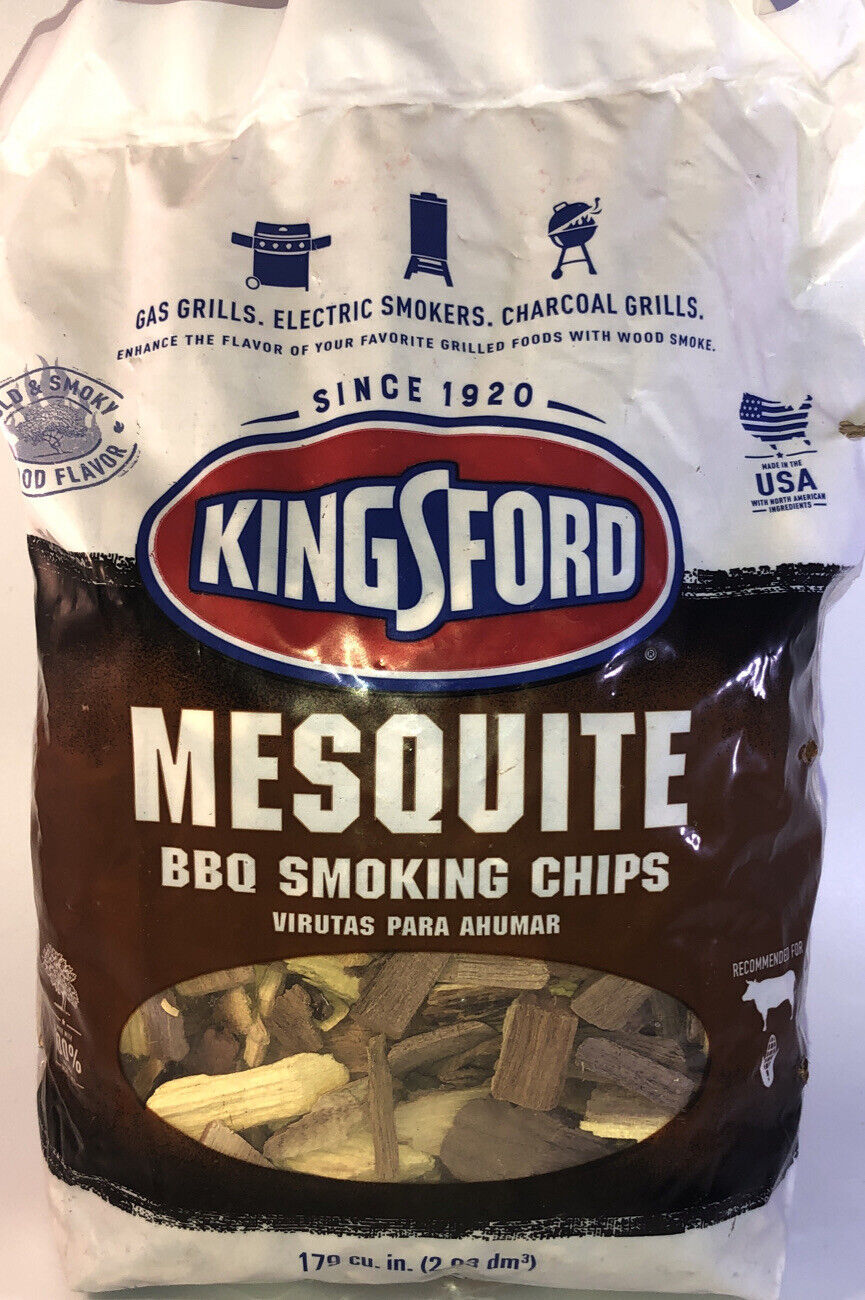 GAS GRILLS. ELECTRIC SMOKERS. CHARCOAL GRILLS.
ENHANCE THE FLAVOR OF YOUR FAVORITE GRILLED FOODS WITH WOOD SMOKE.
& SMOKY
FLAVOR
SINCE 1920
MADE IN THE
USA
WITH NORTH AMERICAN
INGREDIENTS
KINGSFORD
®
MESQUITE
BBQ SMOKING CHIPS
VIRUTAS PARA AHUMAR
RECOMMENDED FOR
cu. in. dm³)